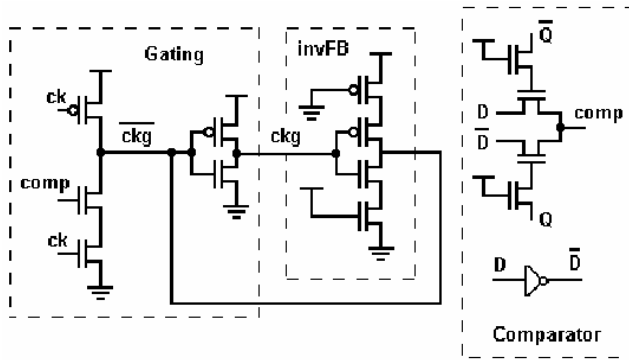 Gating
ck
ckg
comp
ck
ckg
invFB
Q
D
D
comp
Q
D
D
Comparator